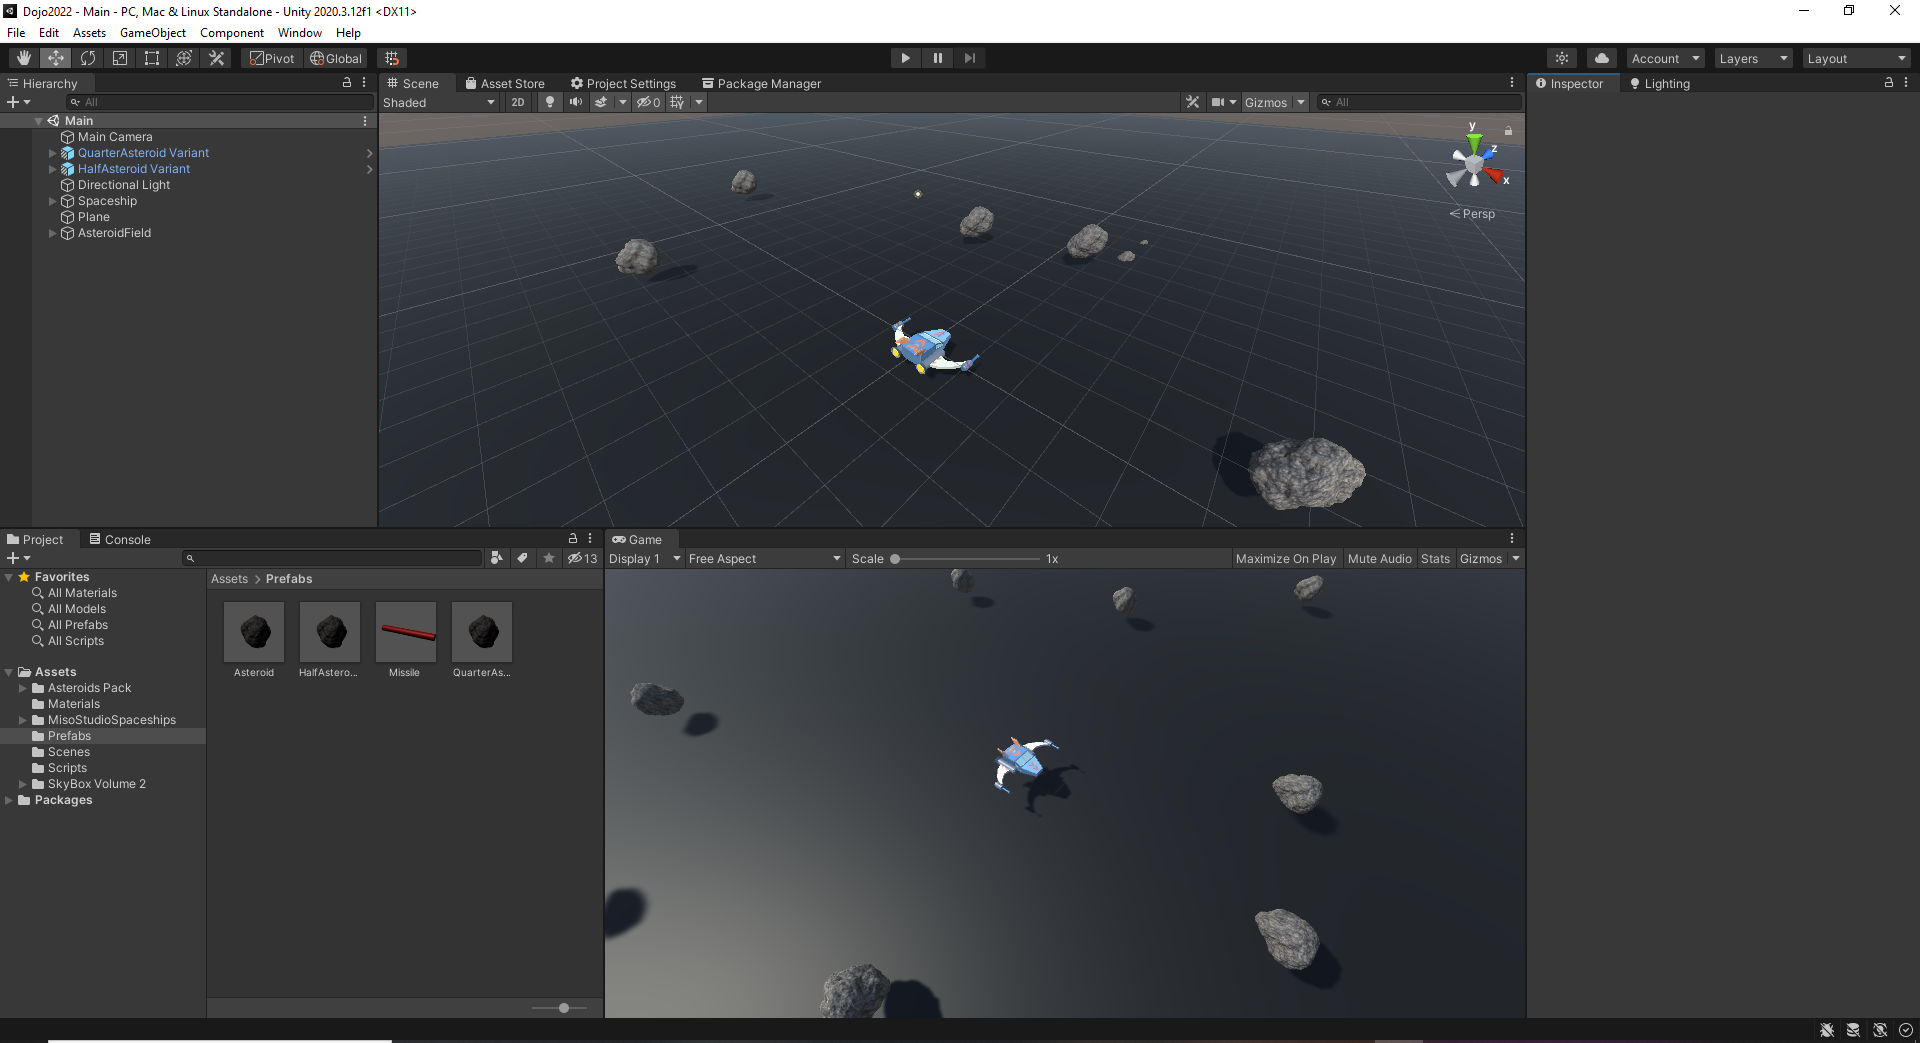 Dojo2022 - Main - PC, Mac & Linux Standalone - Unity 2020.3.12f1 <DX11>
File Edit Assets GameObject Component Window Help
Pivot Global Account Layers Layout
Hierarchy
All
Main
Main Camera
QuarterAsteroid Variant
HalfAsteroid Variant
Directional Light
Spaceship
Plane
AsteroidField
Scene Asset Store Project Settings Package Manager
Shaded 2D 0 Gizmos All
y
z
x
Persp
Inspector Lighting
Project Console
13
Favorites
All Materials
All Models
All Prefabs
All Scripts
Assets
Asteroids Pack
Materials
MisoStudioSpaceships
Prefabs
Scenes
Scripts
SkyBox Volume 2
Packages
Assets > Prefabs
Asteroid HalfAstero... Missile QuarterAs...
Game
Display 1 Free Aspect Scale 1x Maximize On Play Mute Audio Stats Gizmos